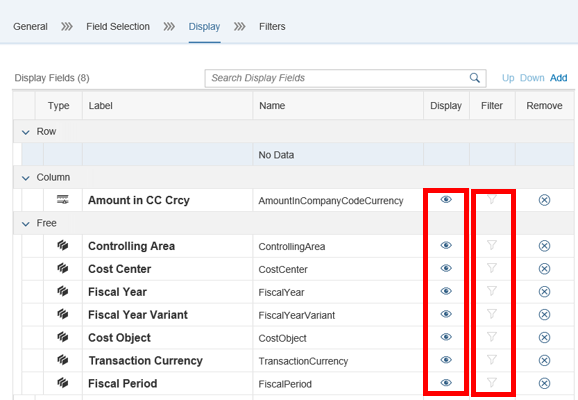 General Field Selection Display Filters
Display Fields (8) Search Display Fields Up Down Add
Type Label Name Display Filter Remove
Row
No Data
Column
Amount in CC Crcy AmountInCompanyCodeCurrency
Free
Controlling Area ControllingArea
Cost Center CostCenter
Fiscal Year FiscalYear
Fiscal Year Variant FiscalYearVariant
Cost Object CostObject
Transaction Currency TransactionCurrency
Fiscal Period FiscalPeriod